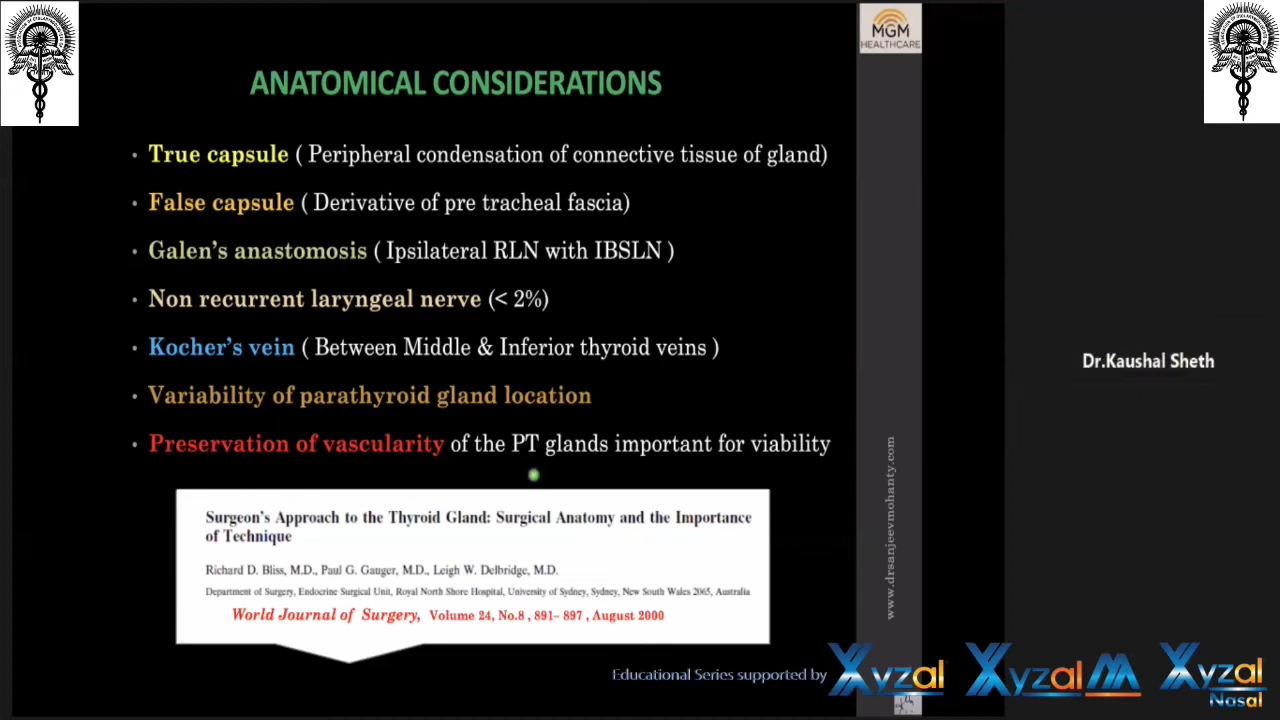 MGM
HEALTHCARE
ANATOMICAL CONSIDERATIONS
• True capsule ( Peripheral condensation of connective tissue of gland)
• False capsule ( Derivative of pre tracheal fascia)
• Galen's anastomosis ( Ipsilateral RLN with IBSLN )
• Non recurrent laryngeal nerve (< 2%)
• Kocher's vein ( Between Middle & Inferior thyroid veins )
• Variability of parathyroid gland location
• Preservation of vascularity of the PT glands important for viability
Surgeon's Approach to the Thyroid Gland: Surgical Anatomy and the Importance
of Technique
Richard D. Bliss, M.D., Paul G. Gauger, M.D., Leigh W. Delbridge, M.D.
Department of Surgery, Endocrine Surgical Unit, Royal North Shore Hospital, University of Sydney, Sydney, New South Wales 2065, Australia
World Journal of Surgery, Volume 24, No.8 , 891– 897 , August 2000
www.drsanjeevmohanty.com
Dr.Kaushal Sheth
Educational Series supported by Xyzal XyzalM Xyzal
Nasal